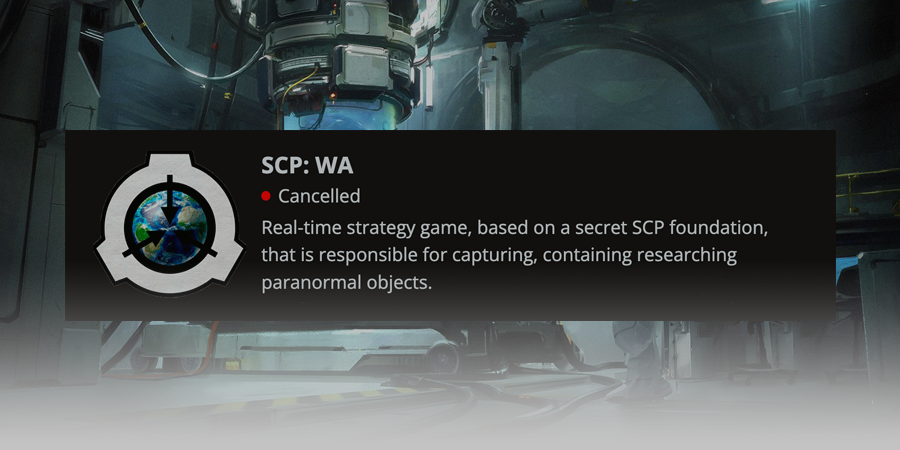 SCP: WA
Cancelled
Real-time strategy game, based on a secret SCP foundation,
that is responsible for capturing, containing researching
paranormal objects.